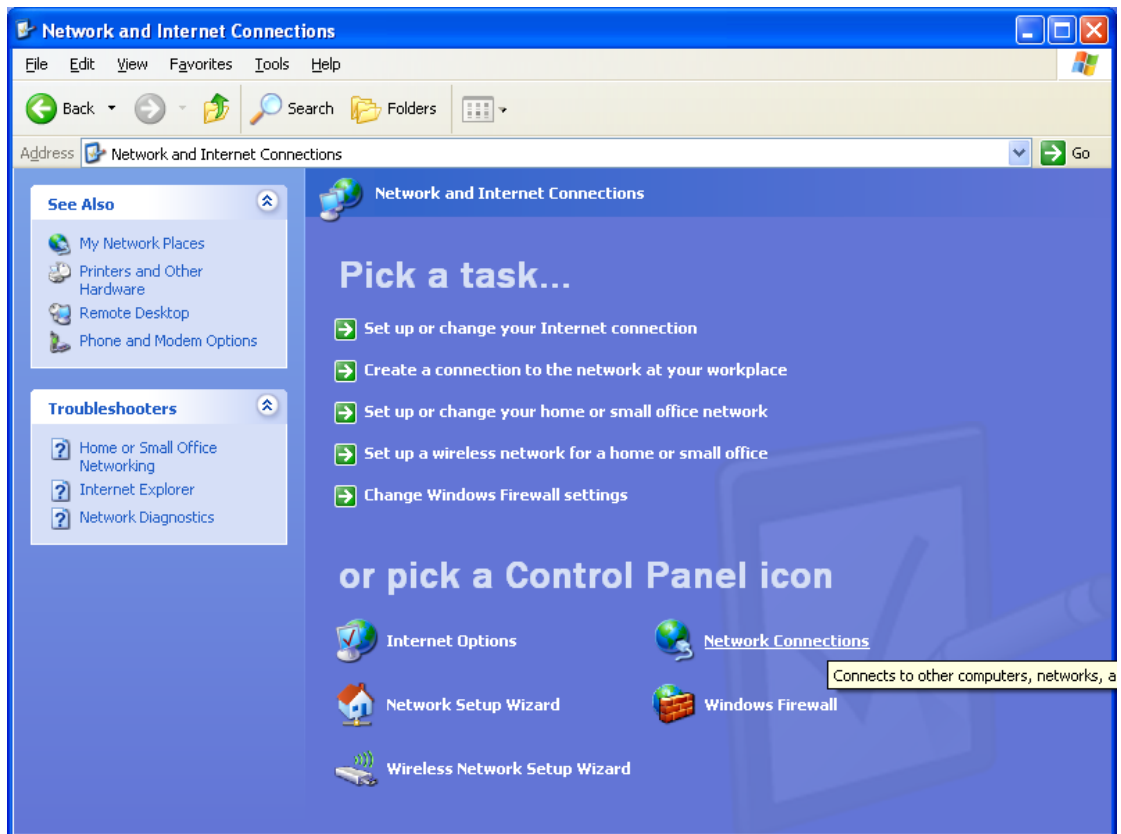 Network and Internet Connections
File Edit View Favorites Tools Help
Back Search Folders
Address Network and Internet Connections Go
See Also
My Network Places
Printers and Other
Hardware
Remote Desktop
Phone and Modem Options
Troubleshooters
Home or Small Office
Networking
Internet Explorer
Network Diagnostics
Network and Internet Connections
Pick a task...
Set up or change your Internet connection
Create a connection to the network at your workplace
Set up or change your home or small office network
Set up a wireless network for a home or small office
Change Windows Firewall settings
or pick a Control Panel icon
Internet Options
Network Connections
Connects to other computers, networks, a
Network Setup Wizard
Windows Firewall
Wireless Network Setup Wizard